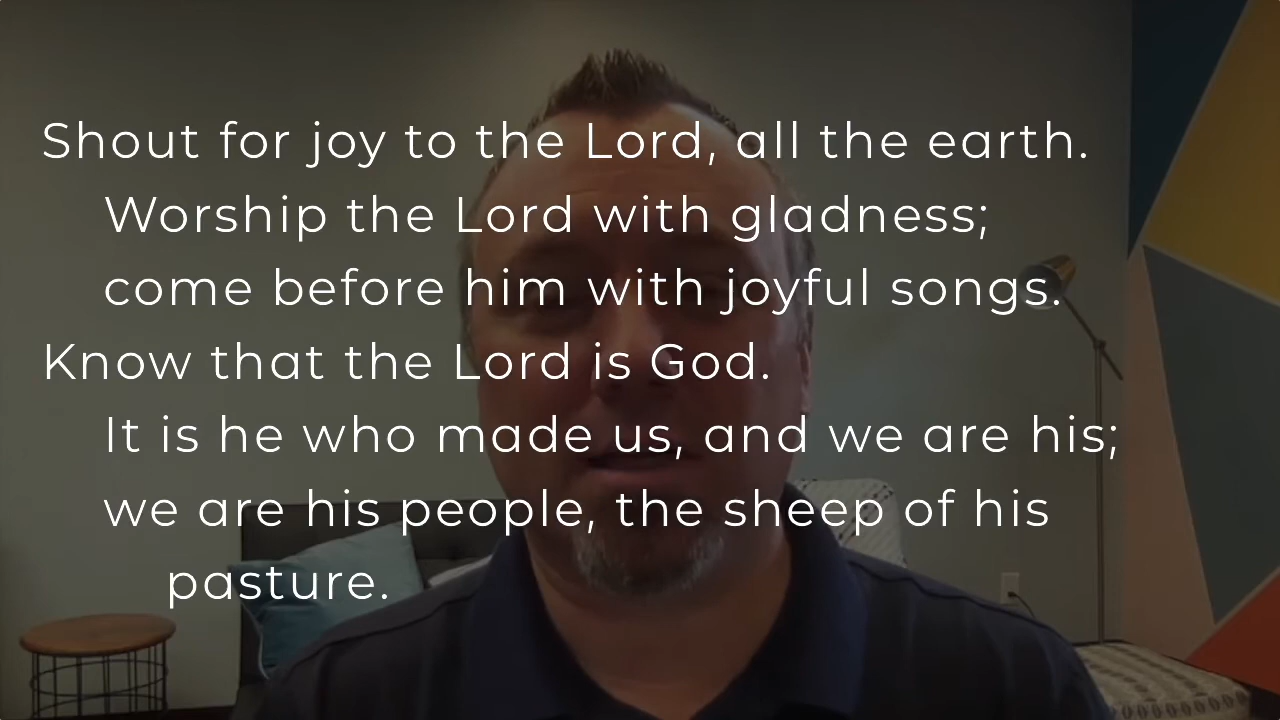 Shout for joy to the Lord, all the earth.
Worship the Lord with gladness;
come before him with joyful songs.
Know that the Lord is God.
It is he who made us, and we are his;
we are his people, the sheep of his
pasture.